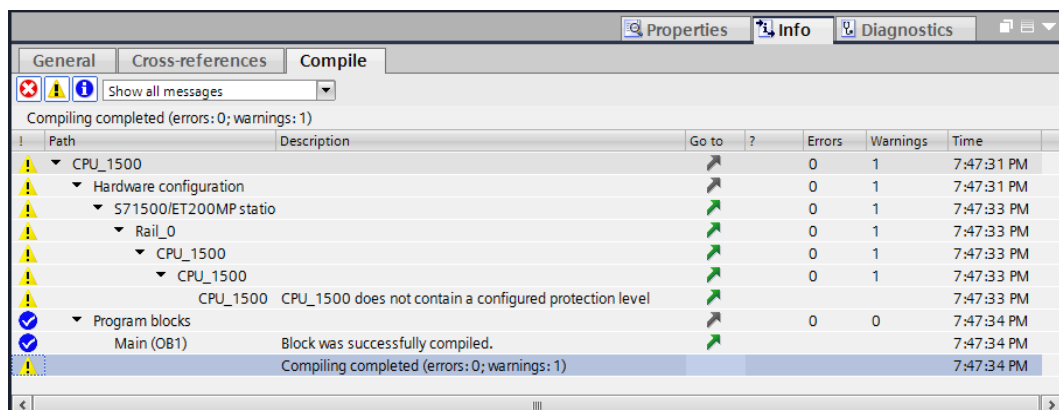 Properties Info Diagnostics
General Cross-references Compile
Show all messages
Compiling completed (errors: 0; warnings: 1)
! Path Description Go to ? Errors Warnings Time
CPU_1500 0 1 7:47:31 PM
Hardware configuration 0 1 7:47:31 PM
S71500/ET200MP statio 0 1 7:47:33 PM
Rail_0 0 1 7:47:33 PM
CPU_1500 0 1 7:47:33 PM
CPU_1500 0 1 7:47:33 PM
CPU_1500 CPU_1500 does not contain a configured protection level 7:47:33 PM
Program blocks 0 0 7:47:34 PM
Main (OB1) Block was successfully compiled. 7:47:34 PM
Compiling completed (errors: 0; warnings: 1) 7:47:34 PM